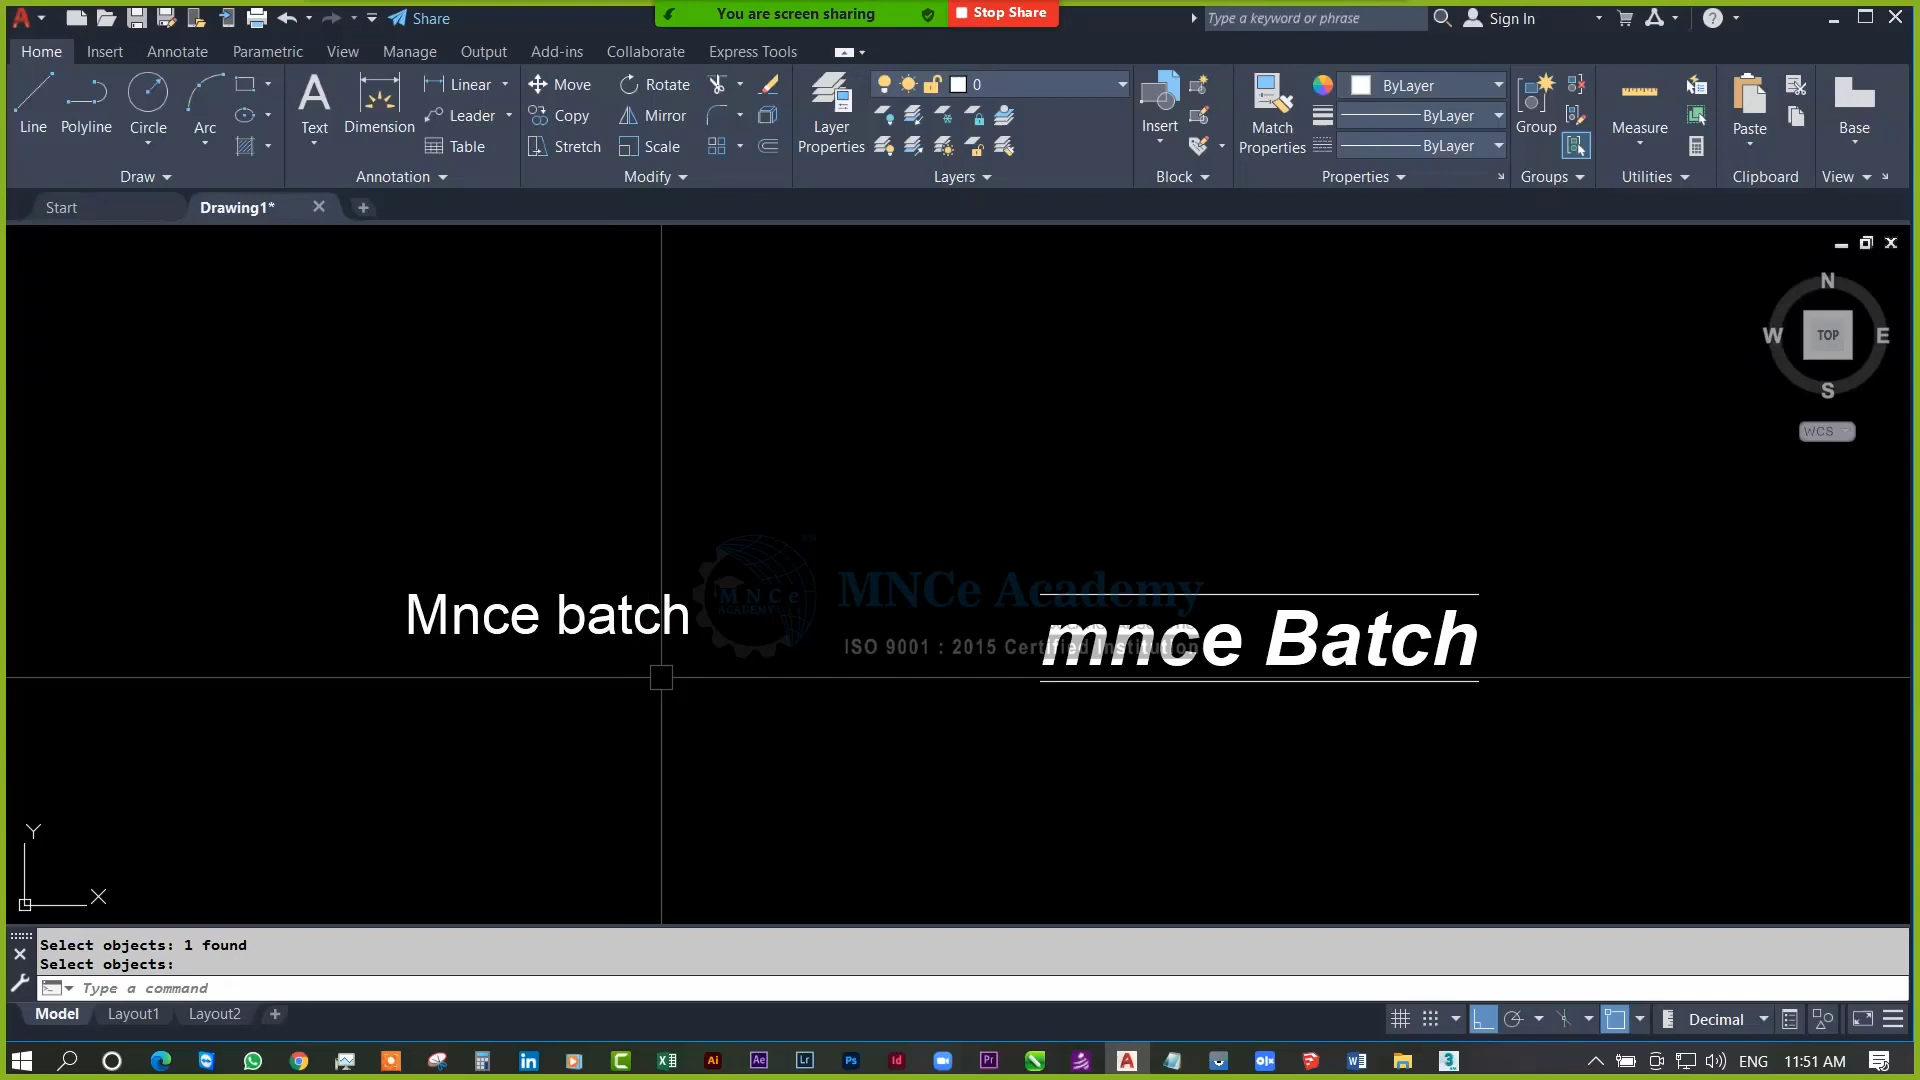 Share
You are screen sharing
Stop Share
Type a keyword or phrase
Sign In
Home Insert Annotate Parametric View Manage Output Add-ins Collaborate Express Tools
Line Polyline Circle Arc
Draw
Text Dimension
Linear
Leader
Table
Annotation
Move Rotate
Copy Mirror
Stretch Scale
Modify
Layer
Properties
0
Layers
Insert
Block
Match
Properties
ByLayer
ByLayer
ByLayer
Properties
Group
Groups
Measure
Utilities
Paste
Clipboard
Base
View
Start Drawing1*
N
W TOP E
S
WCS
Mnce batch
MNCe
ACADEMY
MNCe Academy
ISO 9001 : 2015 Certified Institution
mnce Batch
Y
X
Select objects: 1 found
Select objects:
Type a command
Model Layout1 Layout2
Decimal
ENG 11:51 AM